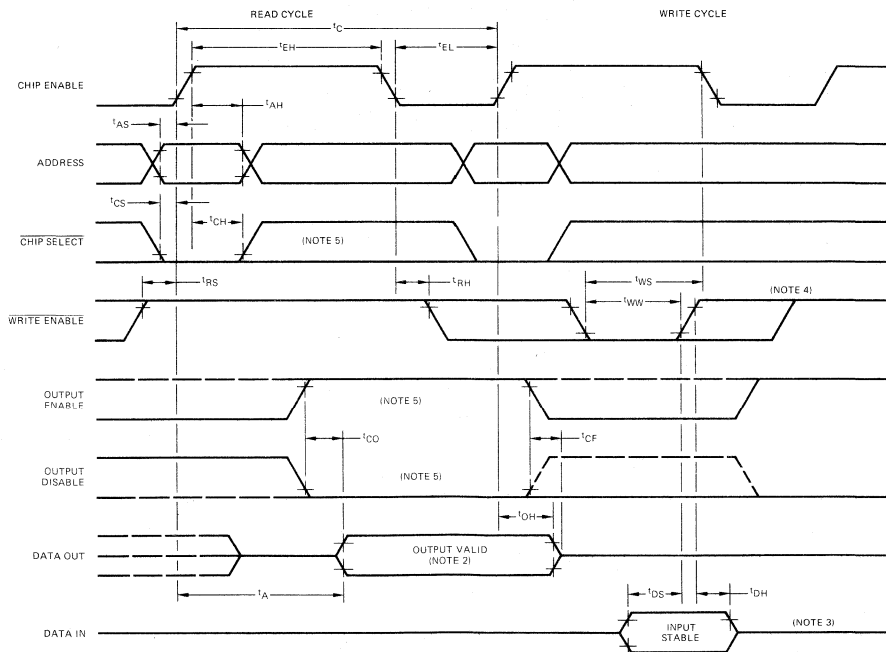 READ CYCLE
WRITE CYCLE
tC
tEH
tEL
CHIP ENABLE
tAH
tAS
ADDRESS
tCS
tCH
CHIP SELECT
(NOTE 5)
tRS
tRH
tWS
tWW
(NOTE 4)
WRITE ENABLE
OUTPUT
ENABLE
(NOTE 5)
tCO
tCF
OUTPUT
DISABLE
(NOTE 5)
tOH
DATA OUT
OUTPUT VALID
(NOTE 2)
tA
tDS
tDH
DATA IN
INPUT
STABLE
(NOTE 3)